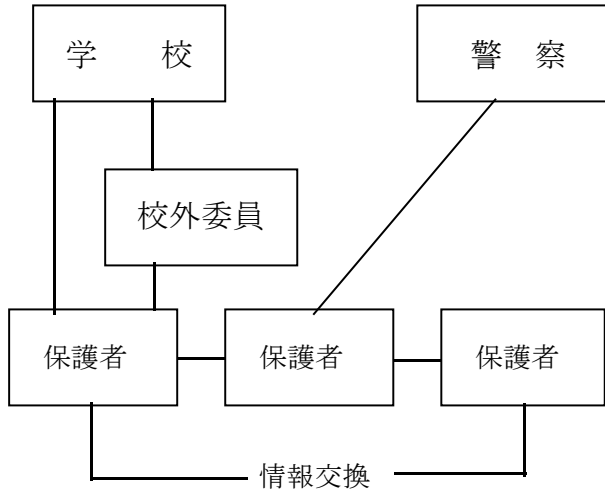 学　校
警　察
校外委員
保護者
保護者
保護者
情報交換